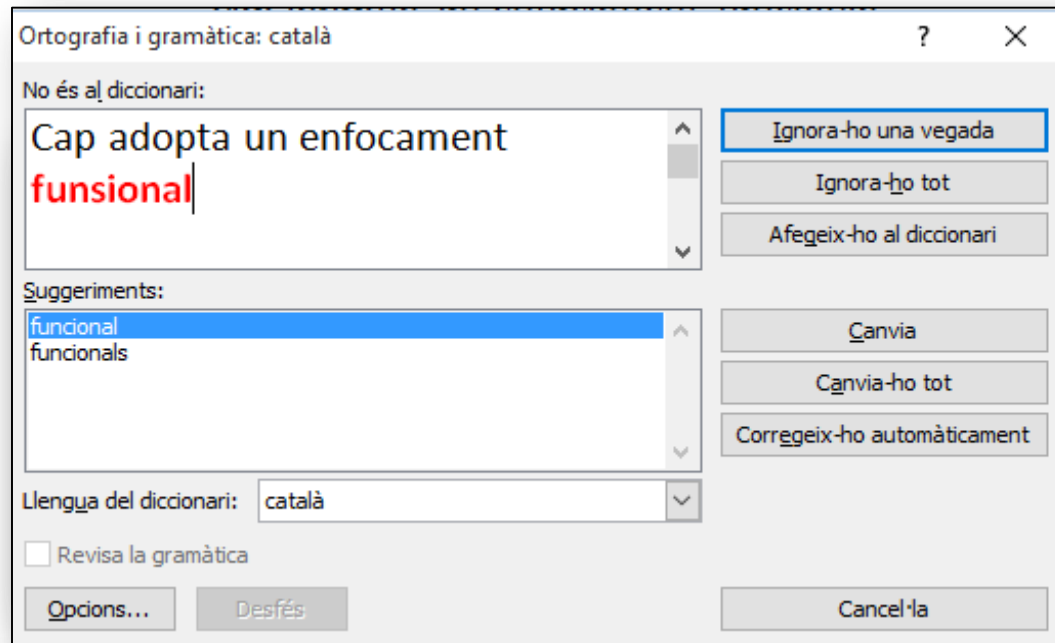 Ortografia i gramàtica: català
No és al diccionari:
Cap adopta un enfocament
funsional
Ignora-ho una vegada
Ignora-ho tot
Afegeix-ho al diccionari
Suggeriments:
funcional
funcionals
Canvia
Canvia-ho tot
Corregeix-ho automàticament
Llengua del diccionari: català
Revisa la gramàtica
Opcions...
Desfés
Cancel·la